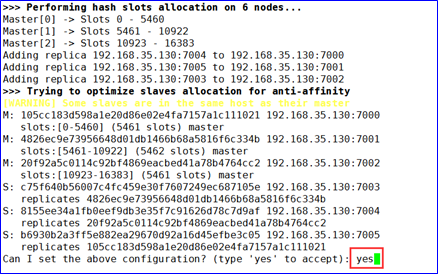 >>> Performing hash slots allocation on 6 nodes...
Master[0] -> Slots 0 - 5460
Master[1] -> Slots 5461 - 10922
Master[2] -> Slots 10923 - 16383
Adding replica 192.168.35.130:7004 to 192.168.35.130:7000
Adding replica 192.168.35.130:7005 to 192.168.35.130:7001
Adding replica 192.168.35.130:7003 to 192.168.35.130:7002
>>> Trying to optimize slaves allocation for anti-affinity
[WARNING] Some slaves are in the same host as their master
M: 105cc183d598a1e20d86e02e4fa7157a1c111021 192.168.35.130:7000
slots:[0-5460] (5461 slots) master
M: 4826ec9e73956648d01db1466b68a5816f6c334b 192.168.35.130:7001
slots:[5461-10922] (5462 slots) master
M: 20f92a5c0114c92bf4869eacbed41a78b4764cc2 192.168.35.130:7002
slots:[10923-16383] (5461 slots) master
S: c75f640b56007c4fc459e30f7607249ec687105e 192.168.35.130:7003
replicates 4826ec9e73956648d01db1466b68a5816f6c334b
S: 8155ee34a1fb0eef9db3e35f7c91626d78c7d9af 192.168.35.130:7004
replicates 20f92a5c0114c92bf4869eacbed41a78b4764cc2
S: b6930b2a3ff5e882ea29670d92a16d45efbe3c05 192.168.35.130:7005
replicates 105cc183d598a1e20d86e02e4fa7157a1c111021
Can I set the above configuration? (type 'yes' to accept): yes